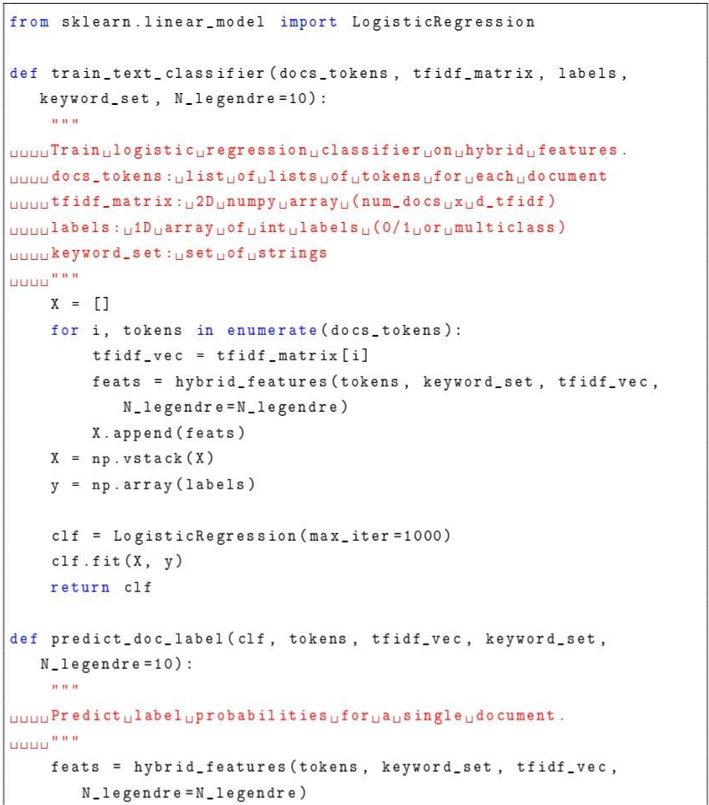 from sklearn.linear_model import LogisticRegression

def train_text_classifier(docs_tokens, tfidf_matrix, labels,
   keyword_set, N_legendre=10):
    """
␣␣␣␣Train␣logistic␣regression␣classifier␣on␣hybrid␣features.
␣␣␣␣docs_tokens:␣list␣of␣lists␣of␣tokens␣for␣each␣document
␣␣␣␣tfidf_matrix:␣2D␣numpy␣array␣(num_docs␣x␣d_tfidf)
␣␣␣␣labels:␣1D␣array␣of␣int␣labels␣(0/1␣or␣multiclass)
␣␣␣␣keyword_set:␣set␣of␣strings
␣␣␣␣"""
    X = []
    for i, tokens in enumerate(docs_tokens):
        tfidf_vec = tfidf_matrix[i]
        feats = hybrid_features(tokens, keyword_set, tfidf_vec,
           N_legendre=N_legendre)
        X.append(feats)
    X = np.vstack(X)
    y = np.array(labels)

    clf = LogisticRegression(max_iter=1000)
    clf.fit(X, y)
    return clf

def predict_doc_label(clf, tokens, tfidf_vec, keyword_set,
   N_legendre=10):
    """
␣␣␣␣Predict␣label␣probabilities␣for␣a␣single␣document.
␣␣␣␣"""
    feats = hybrid_features(tokens, keyword_set, tfidf_vec,
       N_legendre=N_legendre)